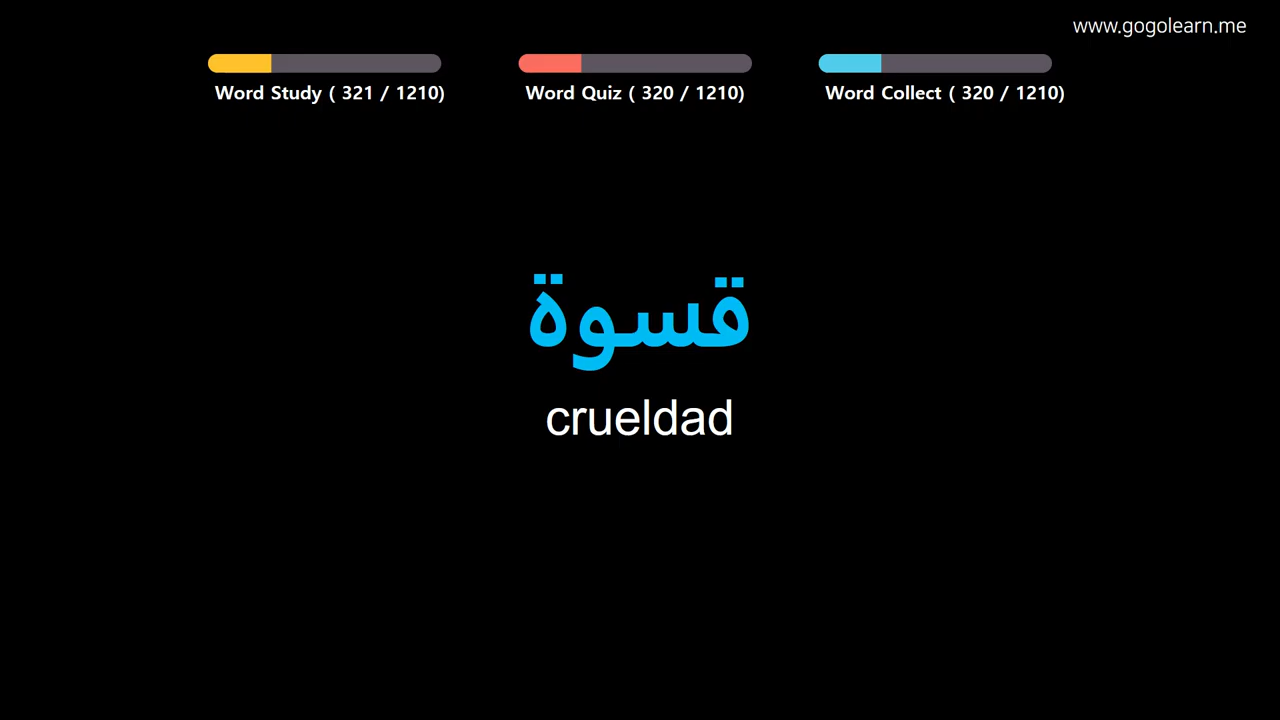 www.gogolearn.me
Word Study ( 321 / 1210)
Word Quiz ( 320 / 1210)
Word Collect ( 320 / 1210)
قسوة
crueldad